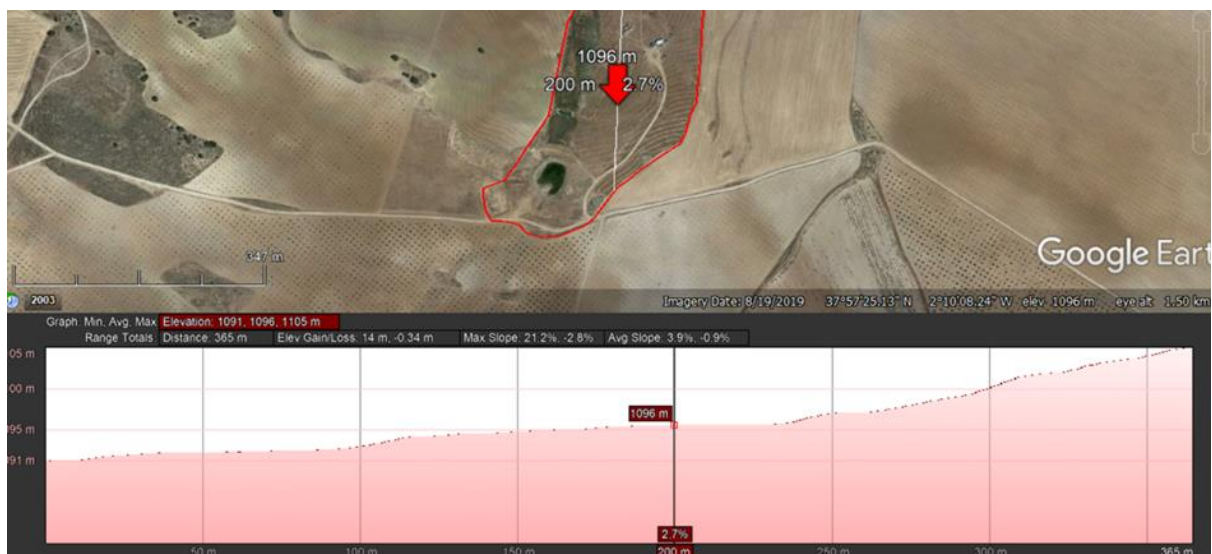 1096 m
200 m 2.7%
347 m
Google Eart
2003
Imagery Date: 8/19/2019 37°57'25.13" N 2°10'08.24" W elev. 1096 m eye alt 1.50 km
Graph: Min, Avg, Max Elevation: 1091, 1096, 1105 m
Range Totals: Distance: 365 m Elev Gain/Loss: 14 m, -0.34 m Max Slope: 21.2%, -2.8% Avg Slope: 3.9%, -0.9%
05 m
00 m
1096 m
095 m
091 m
2.7%
50 m 100 m 150 m 200 m 250 m 300 m 365 m